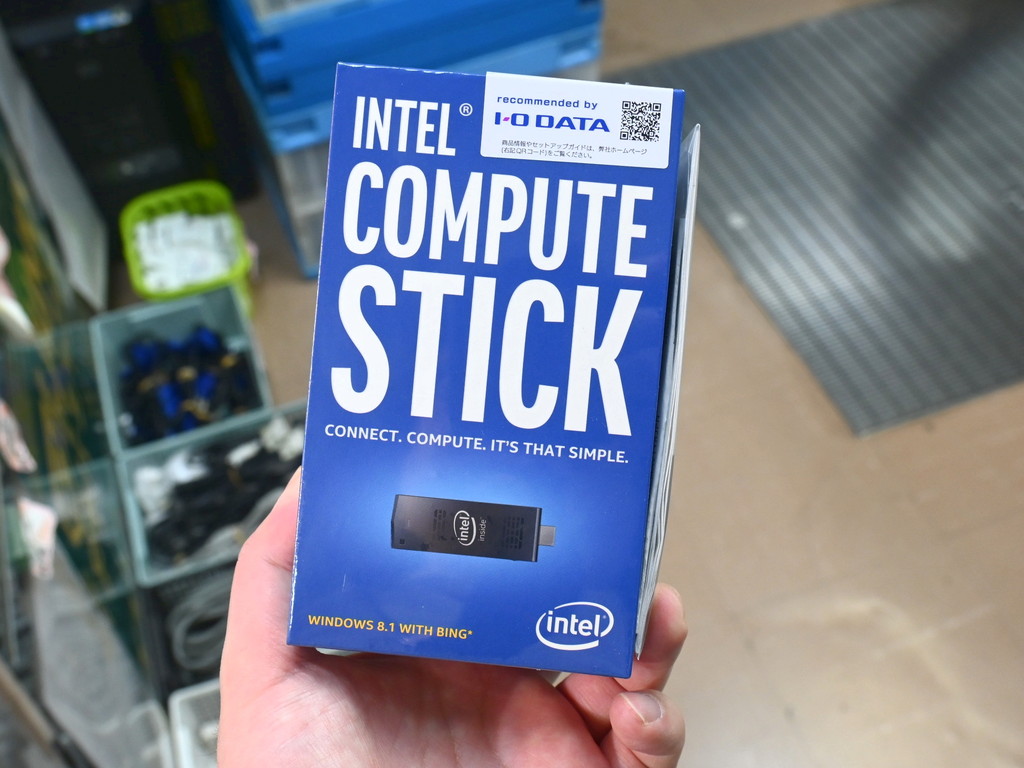 INTEL®
recommended by
I-O DATA
商品情報やセットアップガイドは、弊社ホームページ
(右記QRコード)をご覧ください。
COMPUTE
STICK
CONNECT. COMPUTE. IT'S THAT SIMPLE.
intel inside
WINDOWS 8.1 WITH BING*
intel